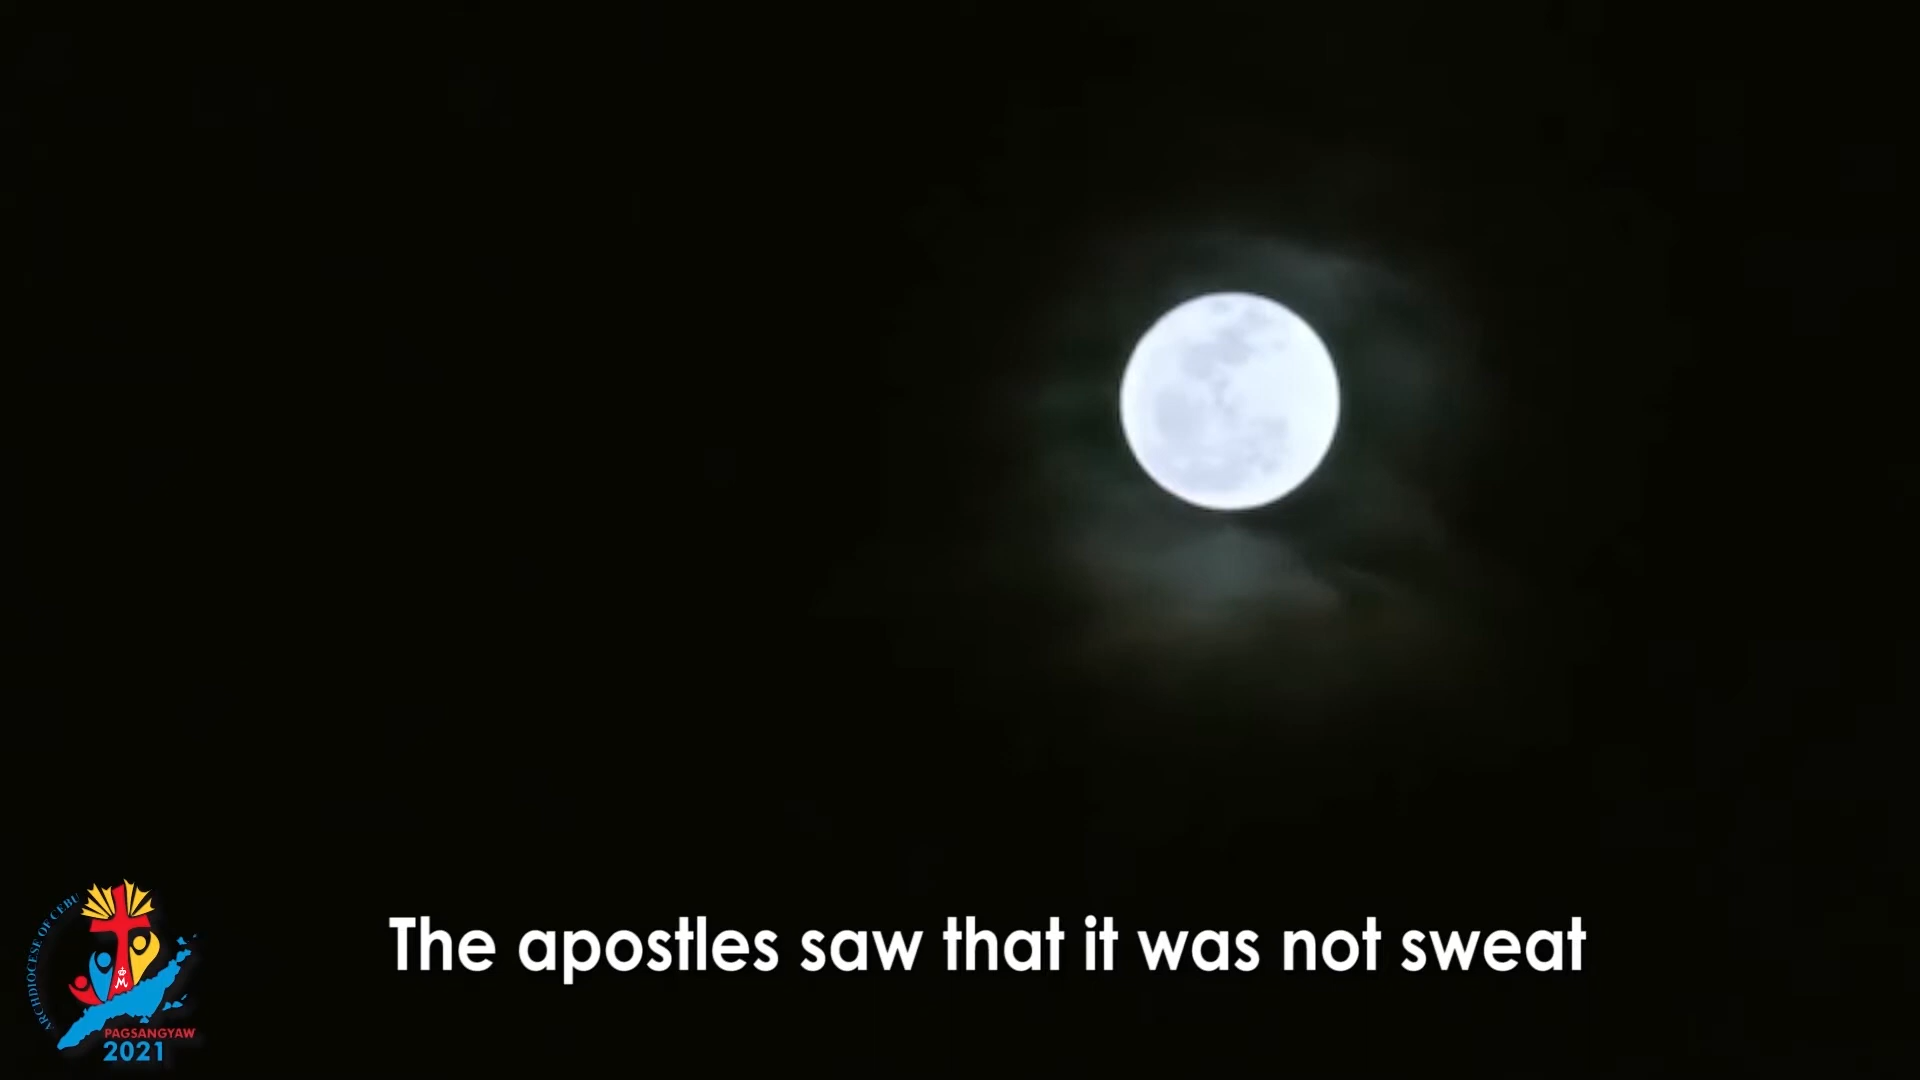 ARCHDIOCESE OF CEBU
M
PAGSANGYAW
2021
The apostles saw that it was not sweat